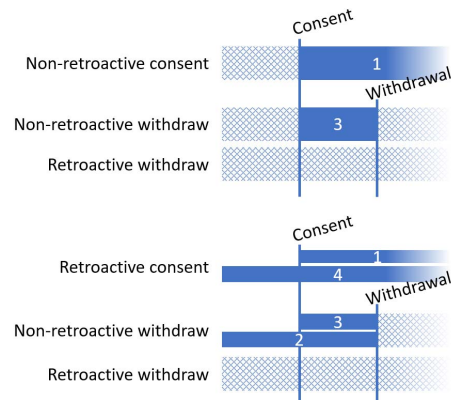 Consent
Non-retroactive consent 1
Withdrawal
Non-retroactive withdraw 3
Retroactive withdraw
Consent
1
Retroactive consent
4
Withdrawal
3
Non-retroactive withdraw
2
Retroactive withdraw